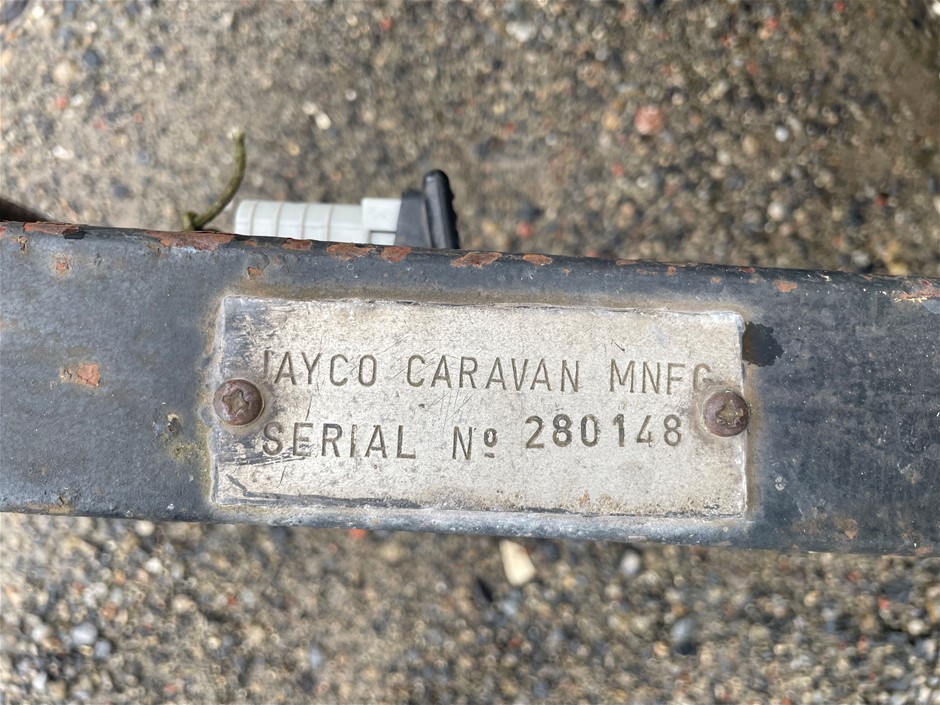 JAYCO CARAVAN MNFG
SERIAL Nº 280148